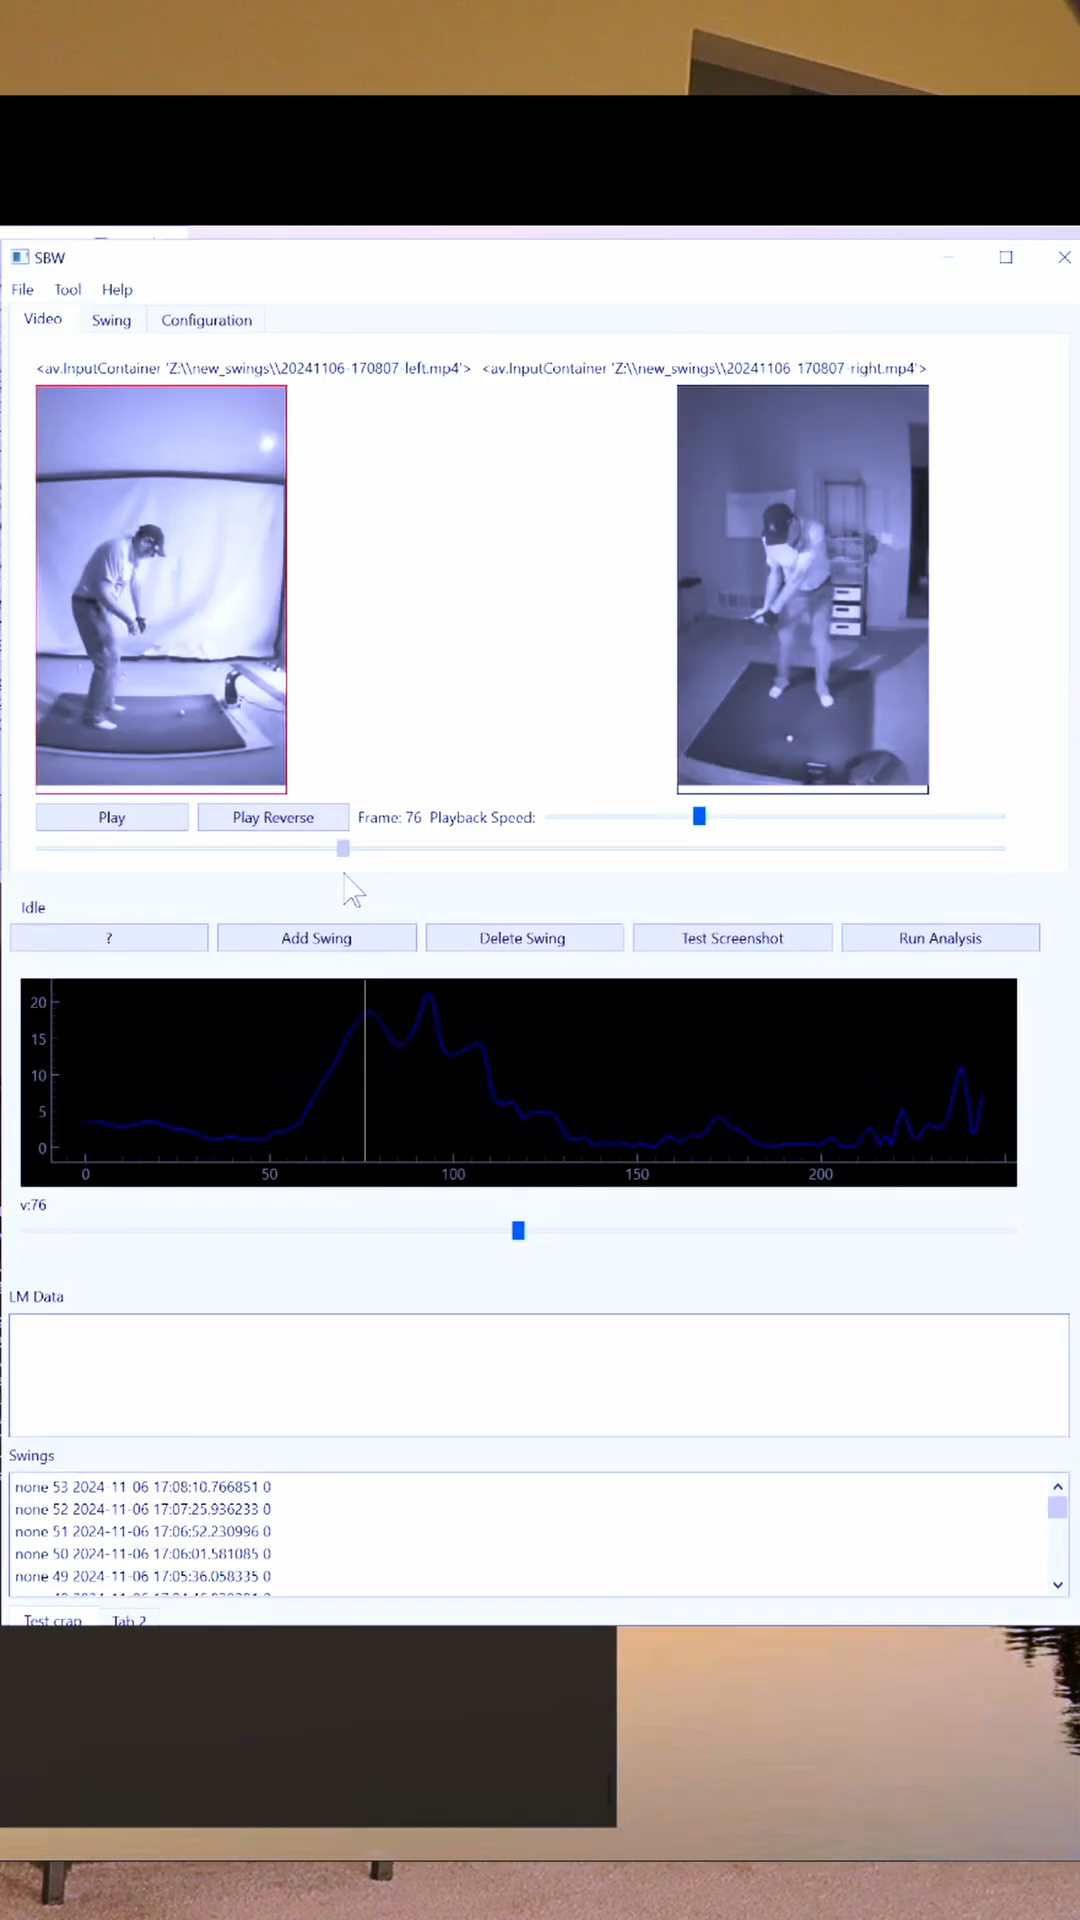 SBW
File Tool Help
Video Swing Configuration
<av.InputContainer 'Z:\\new_swings\\20241106-170807-left.mp4'> <av.InputContainer 'Z:\\new_swings\\20241106-170807-right.mp4'>
Play Play Reverse Frame: 76 Playback Speed:
Idle
? Add Swing Delete Swing Test Screenshot Run Analysis
20
15
10
5
0
0 50 100 150 200
v:76
LM Data
Swings
none 53 2024-11-06 17:08:10.766851 0
none 52 2024-11-06 17:07:25.936233 0
none 51 2024-11-06 17:06:52.230996 0
none 50 2024-11-06 17:06:01.581085 0
none 49 2024-11-06 17:05:36.058335 0
Test crap Tab 2